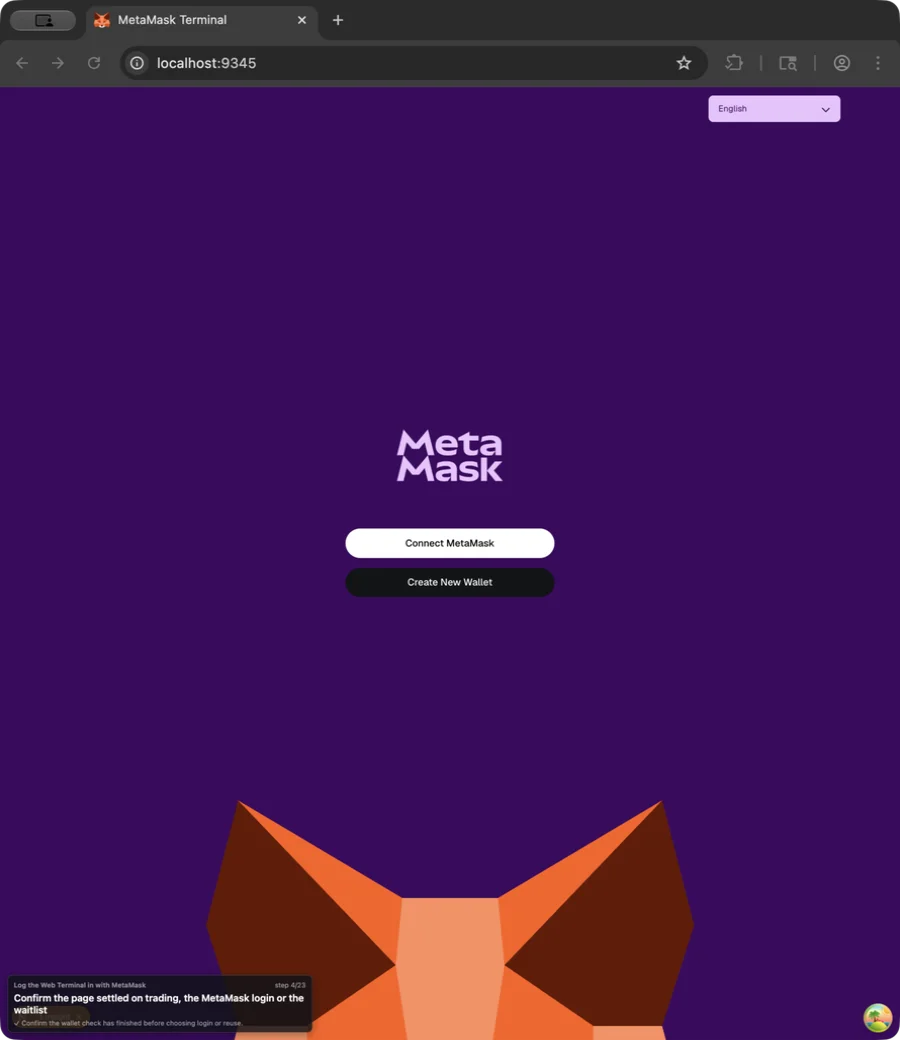 MetaMask Terminal
localhost:9345
English
Meta
Mask
Connect MetaMask
Create New Wallet
Log the Web Terminal in with MetaMask
step 4/23
Confirm the page settled on trading, the MetaMask login or the
waitlist
✓ Confirm the wallet check has finished before choosing login or reuse.